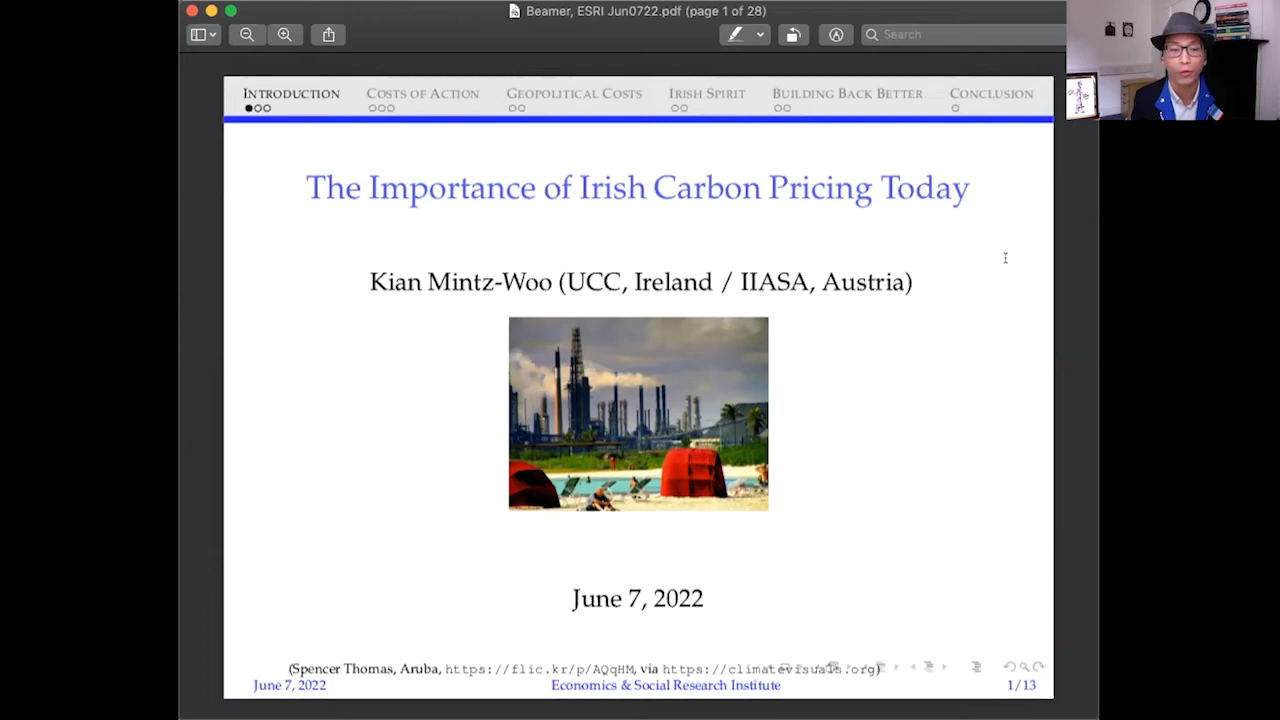 Beamer, ESRI Jun0722.pdf (page 1 of 28)
Search
INTRODUCTION COSTS OF ACTION GEOPOLITICAL COSTS IRISH SPIRIT BUILDING BACK BETTER CONCLUSION
The Importance of Irish Carbon Pricing Today
Kian Mintz-Woo (UCC, Ireland / IIASA, Austria)
June 7, 2022
(Spencer Thomas, Aruba, https://flic.kr/p/AQqHM, via https://climatevisuals.org)
June 7, 2022 Economics & Social Research Institute 1/13